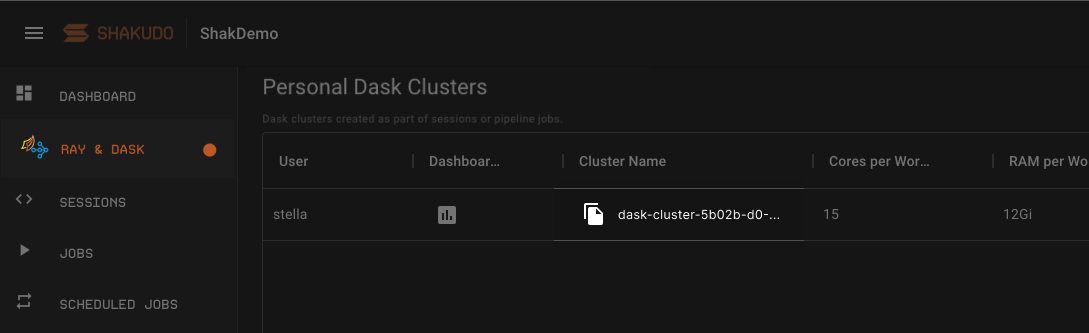 SHAKUDO ShakDemo
DASHBOARD
RAY & DASK
SESSIONS
JOBS
SCHEDULED JOBS
Personal Dask Clusters
Dask clusters created as part of sessions or pipeline jobs.
User Dashboar... Cluster Name Cores per Wor... RAM per Wo
stella dask-cluster-5b02b-d0-... 15 12Gi